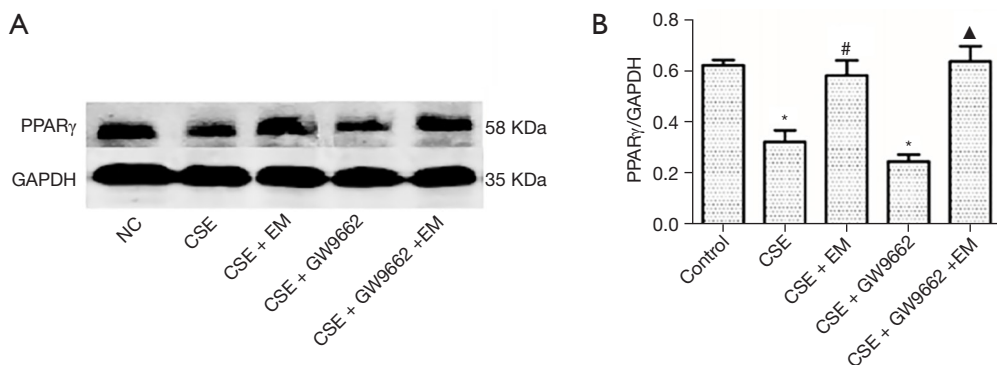 A
PPARγ
58 KDa
GAPDH
35 KDa
NC
CSE
CSE + EM
CSE + GW9662
CSE + GW9662 +EM
B
PPARγ/GAPDH
0.8
0.6
0.4
0.2
0.0
*
#
*
▲
Control
CSE
CSE + EM
CSE + GW9662
CSE + GW9662 +EM